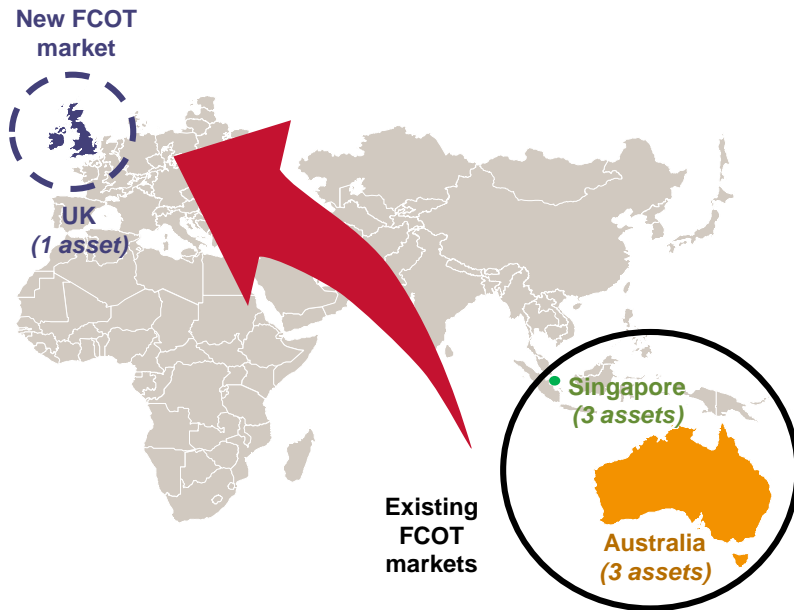 New FCOT
market
UK
(1 asset)
Singapore
(3 assets)
Existing
FCOT
markets
Australia
(3 assets)